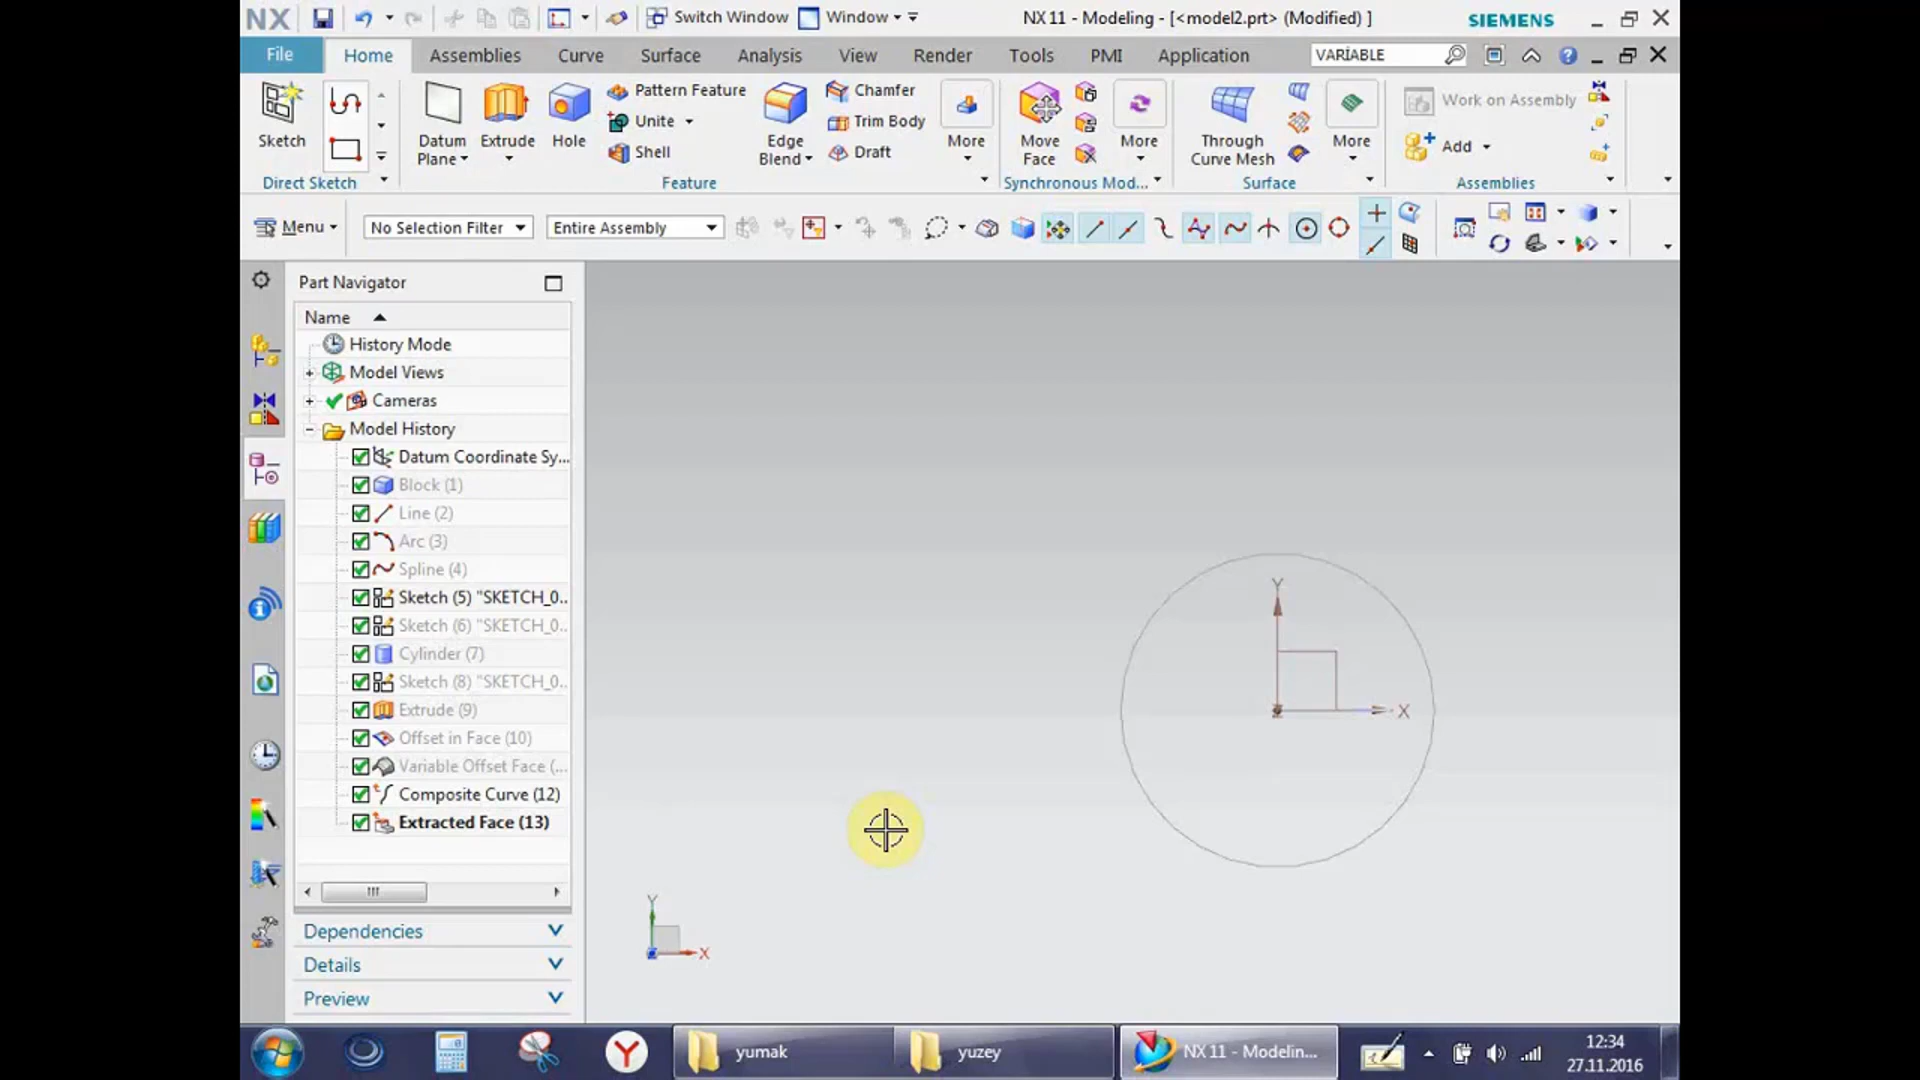 NX
Switch Window
Window
NX 11 - Modeling - [<model2.prt> (Modified) ]
SIEMENS
File
Home
Assemblies
Curve
Surface
Analysis
View
Render
Tools
PMI
Application
VARİABLE
Sketch
Datum
Plane
Extrude
Hole
Pattern Feature
Unite
Shell
Edge
Blend
Chamfer
Trim Body
Draft
More
Move
Face
More
Through
Curve Mesh
More
Work on Assembly
Add
Direct Sketch
Feature
Synchronous Mod...
Surface
Assemblies
Menu
No Selection Filter
Entire Assembly
Part Navigator
Name
History Mode
Model Views
Cameras
Model History
Datum Coordinate Sy...
Block (1)
Line (2)
Arc (3)
Spline (4)
Sketch (5) "SKETCH_0..
Sketch (6) "SKETCH_0..
Cylinder (7)
Sketch (8) "SKETCH_0..
Extrude (9)
Offset in Face (10)
Variable Offset Face (...
Composite Curve (12)
Extracted Face (13)
Dependencies
Details
Preview
Y
X
Y
X
yumak
yuzey
NX 11 - Modelin...
12:34
27.11.2016